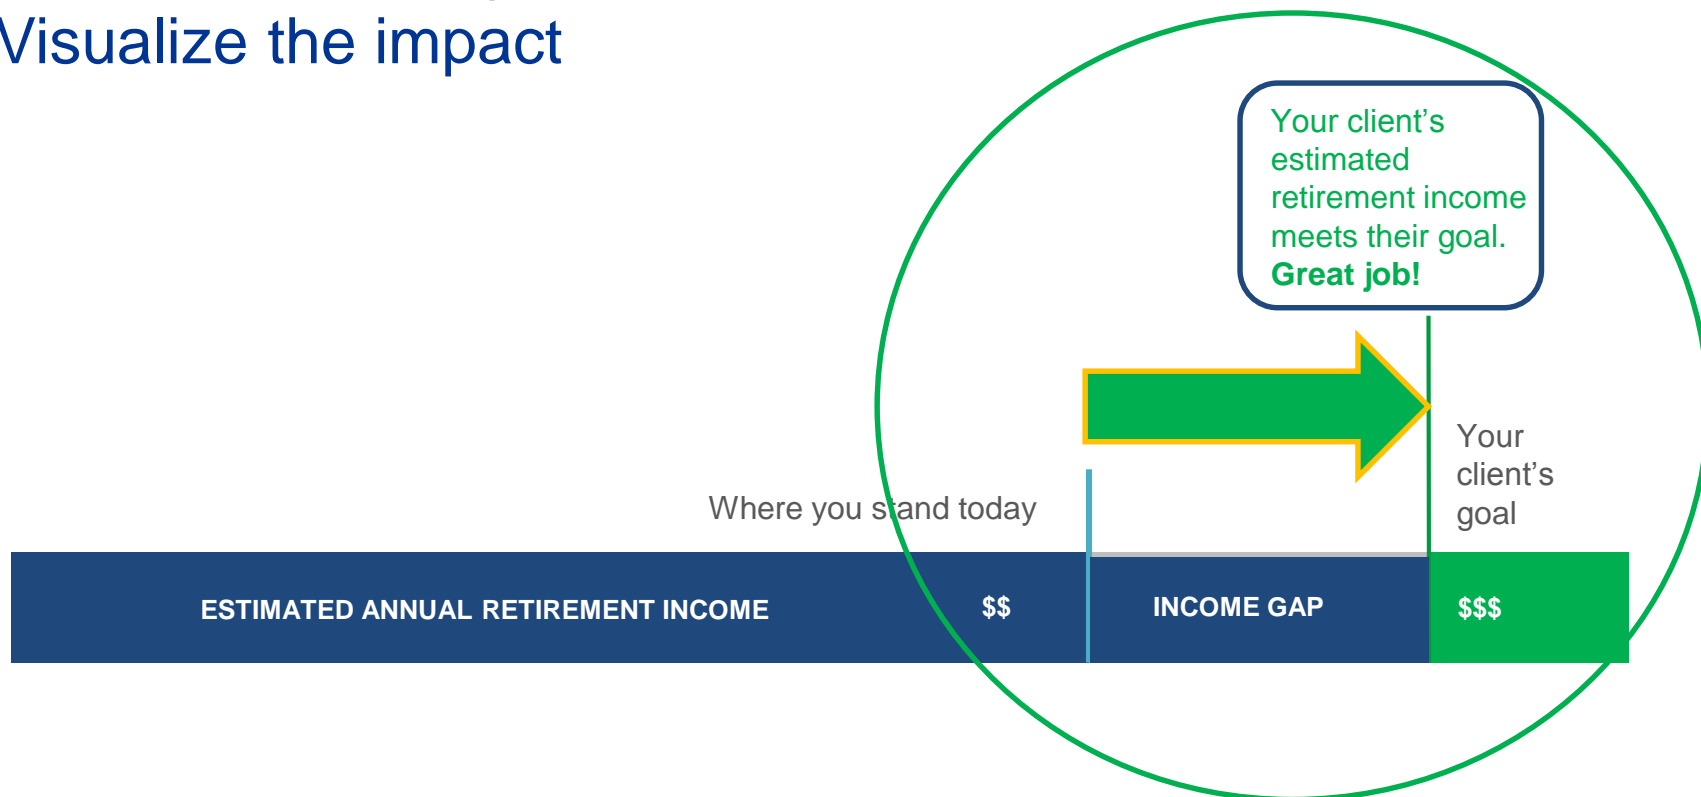 Visualize the impact
Your client’s
estimated
retirement income
meets their goal.
Great job!
Your
client’s
goal
Where you stand today
ESTIMATED ANNUAL RETIREMENT INCOME
$$
INCOME GAP
$$$